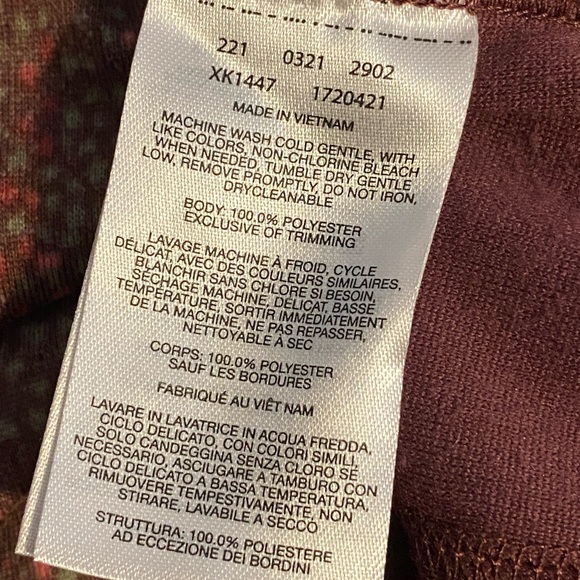 221 0321 2902
XK1447 1720421
MADE IN VIETNAM
MACHINE WASH COLD GENTLE, WITH
LIKE COLORS, NON-CHLORINE BLEACH
WHEN NEEDED, TUMBLE DRY GENTLE
LOW, REMOVE PROMPTLY, DO NOT IRON,
DRYCLEANABLE
BODY: 100.0% POLYESTER
EXCLUSIVE OF TRIMMING
LAVAGE MACHINE À FROID, CYCLE
DÉLICAT, AVEC DES COULEURS SIMILAIRES,
BLANCHIR SANS CHLORE SI BESOIN,
SÉCHAGE MACHINE, DÉLICAT, BASSE
TEMPÉRATURE, SORTIR IMMÉDIATEMENT
DE LA MACHINE, NE PAS REPASSER,
NETTOYABLE À SEC
CORPS: 100.0% POLYESTER
SAUF LES BORDURES
FABRIQUÉ AU VIÊT NAM
LAVARE IN LAVATRICE IN ACQUA FREDDA,
CICLO DELICATO, CON COLORI SIMILI,
SOLO CANDEGGINA SENZA CLORO SE
NECESSARIO, ASCIUGARE A TAMBURO CON
CICLO DELICATO A BASSA TEMPERATURA,
RIMUOVERE TEMPESTIVAMENTE, NON
STIRARE, LAVABILE A SECCO
STRUTTURA: 100.0% POLIESTERE
AD ECCEZIONE DEI BORDINI